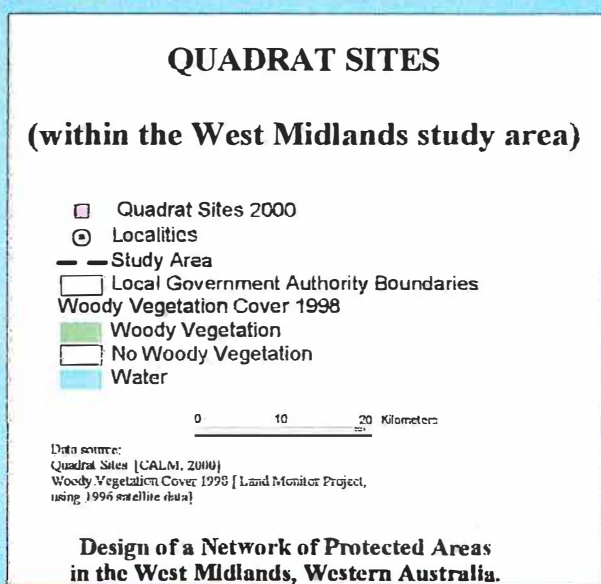 QUADRAT SITES
(within the West Midlands study area)
Quadrat Sites 2000
Localities
Study Area
Local Government Authority Boundaries
Woody Vegetation Cover 1998
Woody Vegetation
No Woody Vegetation
Water
0 10 20 Kilometers
Data source:
Quadrat Sites [CALM, 2000]
Woody Vegetation Cover 1998 [ Land Monitor Project,
using 1996 satellite data]
Design of a Network of Protected Areas
in the West Midlands, Western Australia.